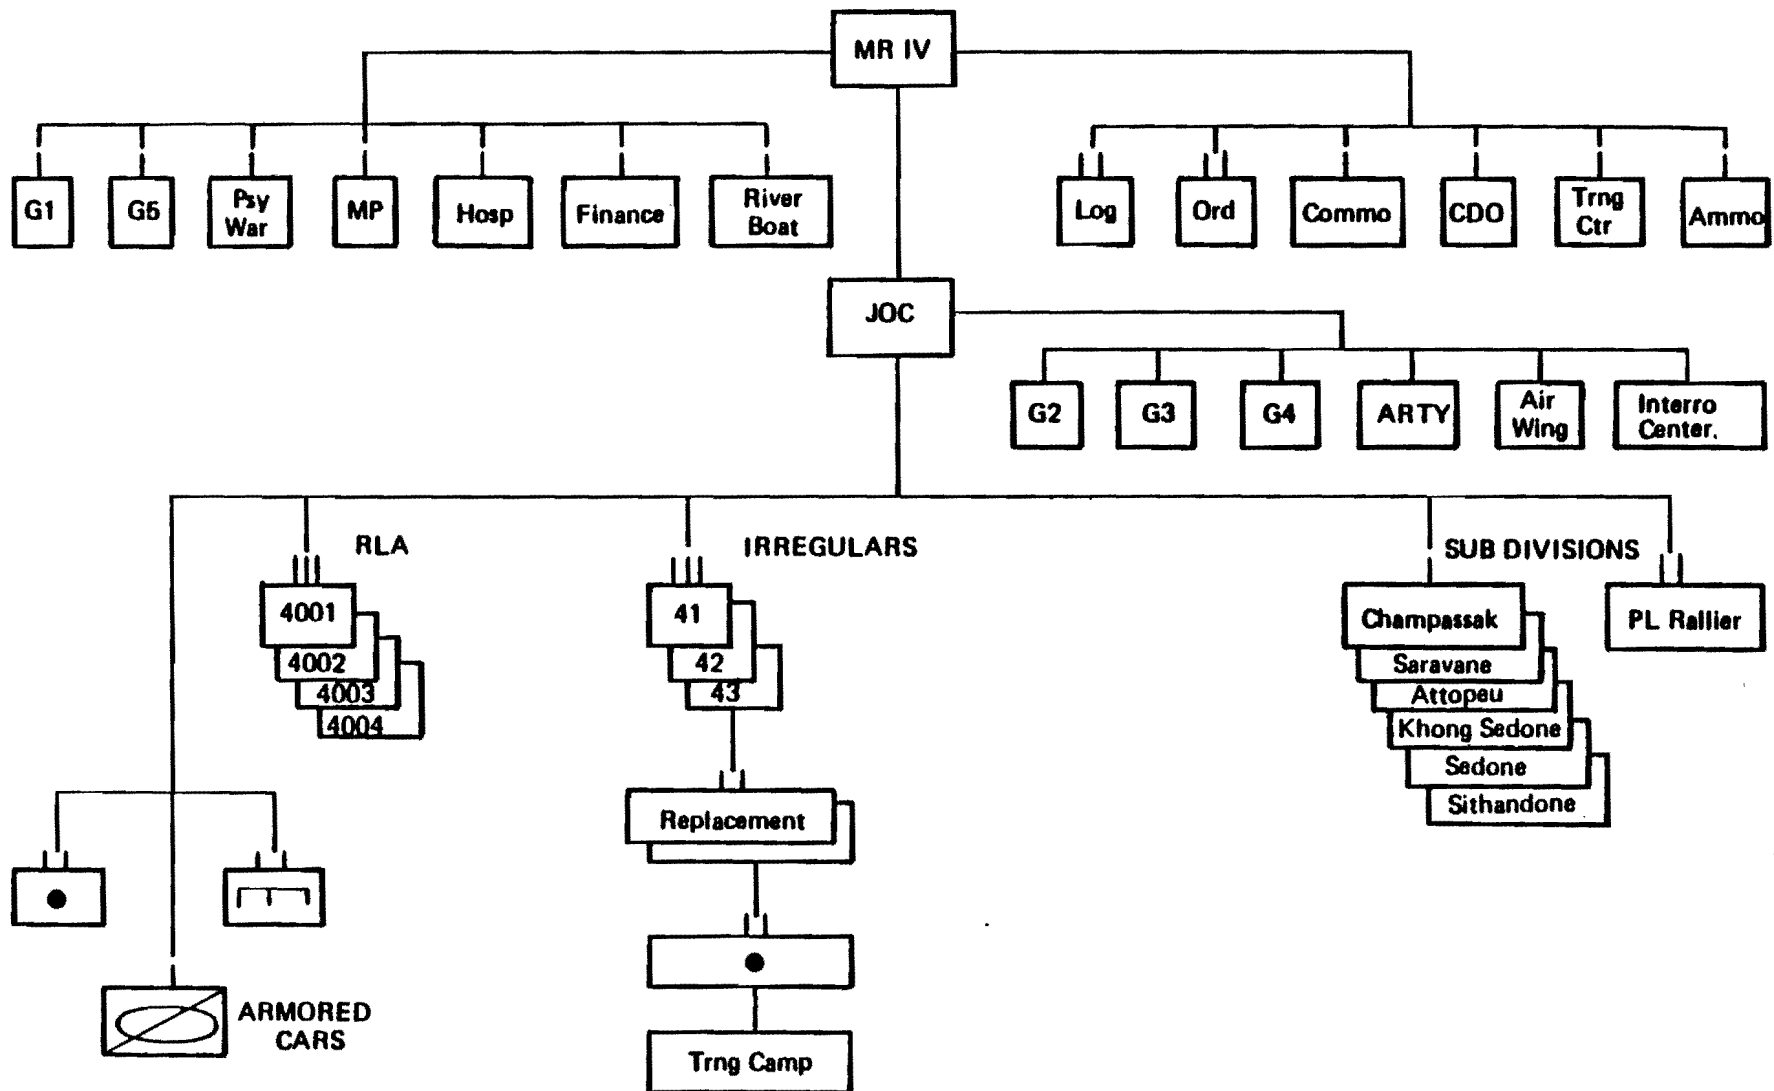 MR IV
G1
G5
Psy
War
MP
Hosp
Finance
River
Boat
Log
Ord
Commo
CDO
Trng
Ctr
Ammo
JOC
G2
G3
G4
ARTY
Air
Wing
Interro
Center.
RLA
IRREGULARS
SUB DIVISIONS
4001
4002
4003
4004
41
42
43
Champassak
Saravane
Attopeu
Khong Sedone
Sedone
Sithandone
PL Rallier
Replacement
ARMORED
CARS
Trng Camp